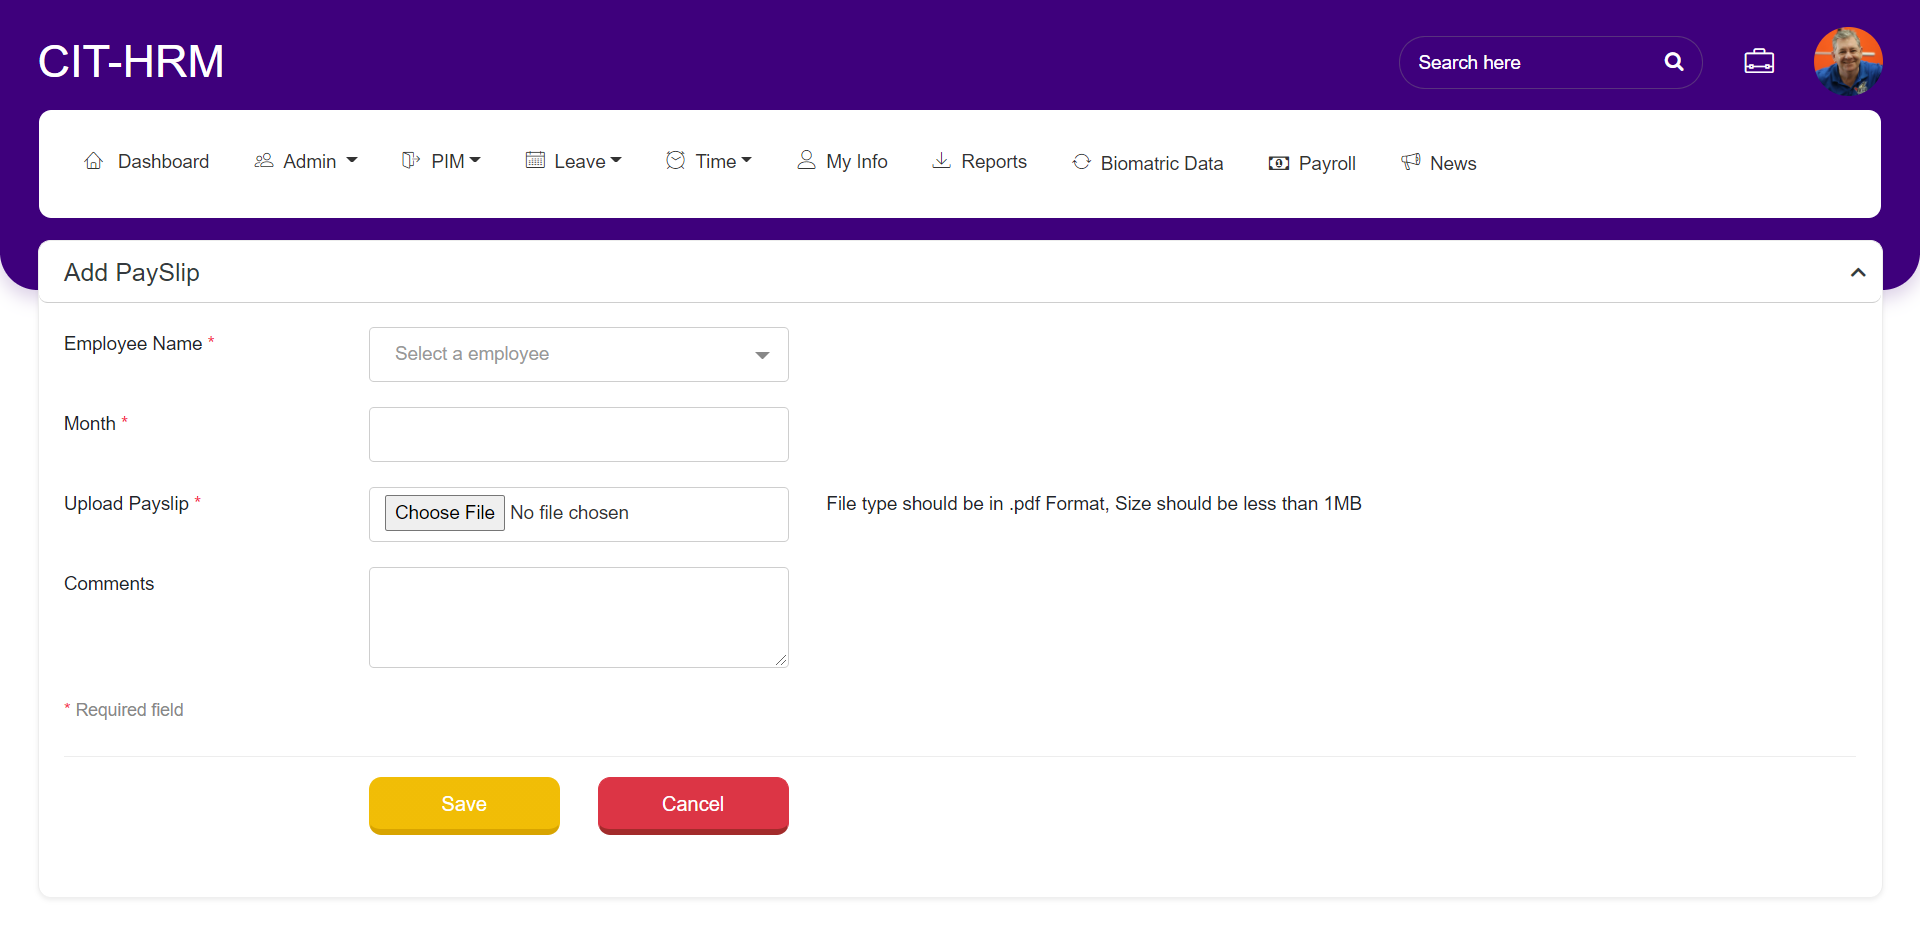 CIT-HRM
Search here
Dashboard Admin PIM Leave Time My Info Reports Biomatric Data Payroll News
Add PaySlip
Employee Name * Select a employee
Month *
Upload Payslip * Choose File No file chosen File type should be in .pdf Format, Size should be less than 1MB
Comments
* Required field
Save Cancel